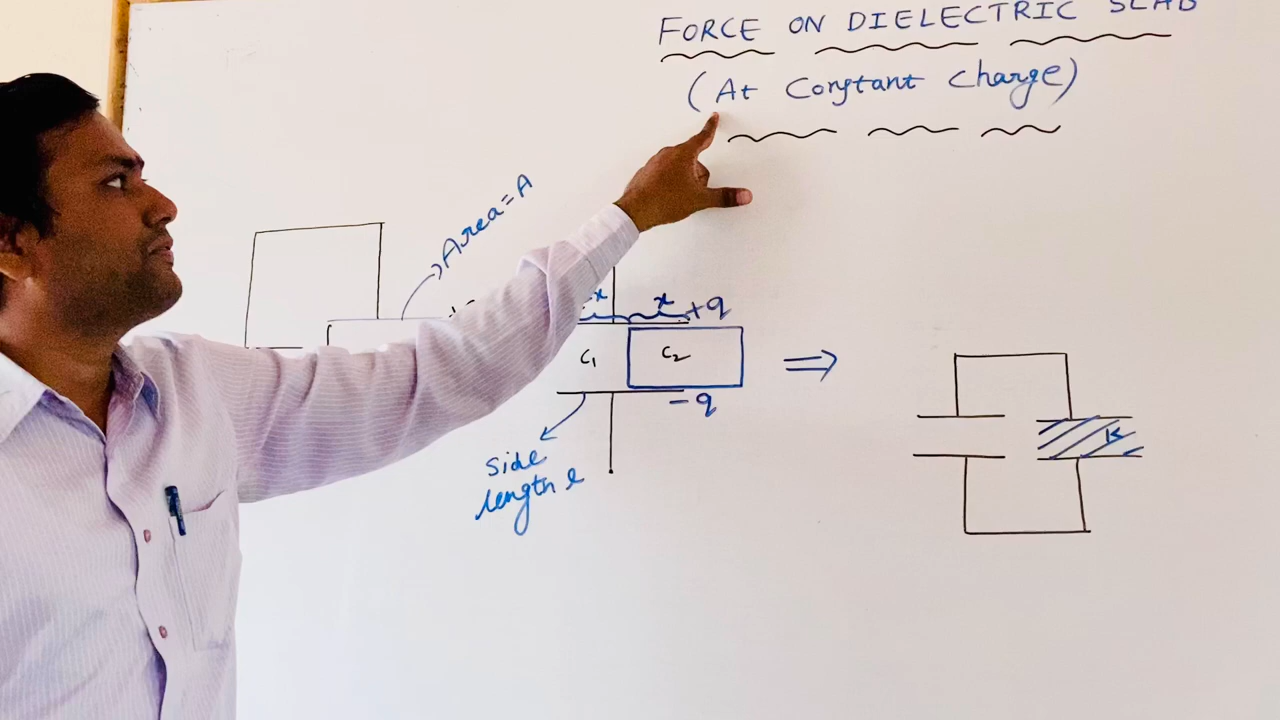 FORCE ON DIELECTRIC SLAB
(At Constant Charge)
Area = A
x
+q
C1
C2
-q
side
length l
K